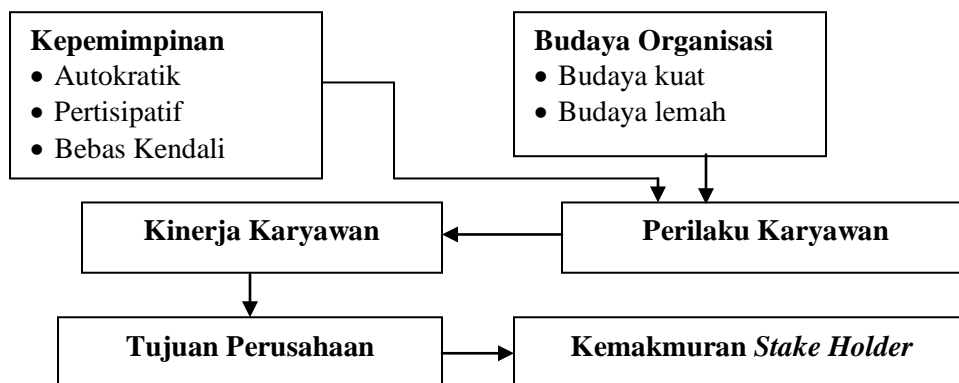 Kepemimpinan
• Autokratik
• Pertisipatif
• Bebas Kendali
Budaya Organisasi
• Budaya kuat
• Budaya lemah
Kinerja Karyawan
Perilaku Karyawan
Tujuan Perusahaan
Kemakmuran Stake Holder